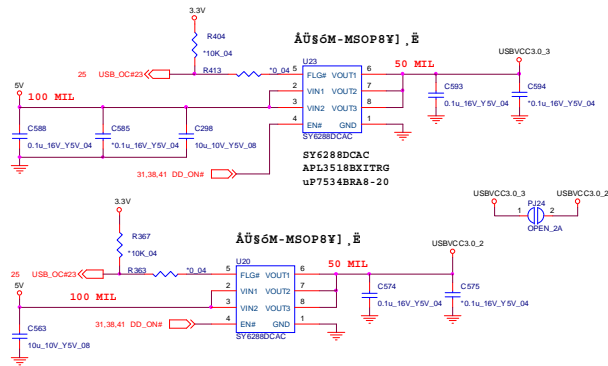 3.3V
R404
*10K_04
25 USB_OC#23
R413 *0_04
ÅÜ§óM-MSOP8¥] ¸Ë
U23
5 FLG# VOUT1 6
2 VIN1 VOUT2 7
3 VIN2 VOUT3 8
4 EN# GND 1
SY6288DCAC
50 MIL
USBVCC3.0_3
C593
0.1u_16V_Y5V_04
C594
*0.1u_16V_Y5V_04
5V
100 MIL
C588
0.1u_16V_Y5V_04
C585
*0.1u_16V_Y5V_04
C298
10u_10V_Y5V_08
31,38,41 DD_ON#
SY6288DCAC
APL3518BXITRG
uP7534BRA8-20
USBVCC3.0_3
USBVCC3.0_2
PJ24
1 2
OPEN_2A
3.3V
R367
*10K_04
25 USB_OC#23
R363 *0_04
ÅÜ§óM-MSOP8¥] ¸Ë
U20
5 FLG# VOUT1 6
2 VIN1 VOUT2 7
3 VIN2 VOUT3 8
4 EN# GND 1
SY6288DCAC
50 MIL
USBVCC3.0_2
C574
0.1u_16V_Y5V_04
C575
*0.1u_16V_Y5V_04
5V
100 MIL
C563
10u_10V_Y5V_08
31,38,41 DD_ON#